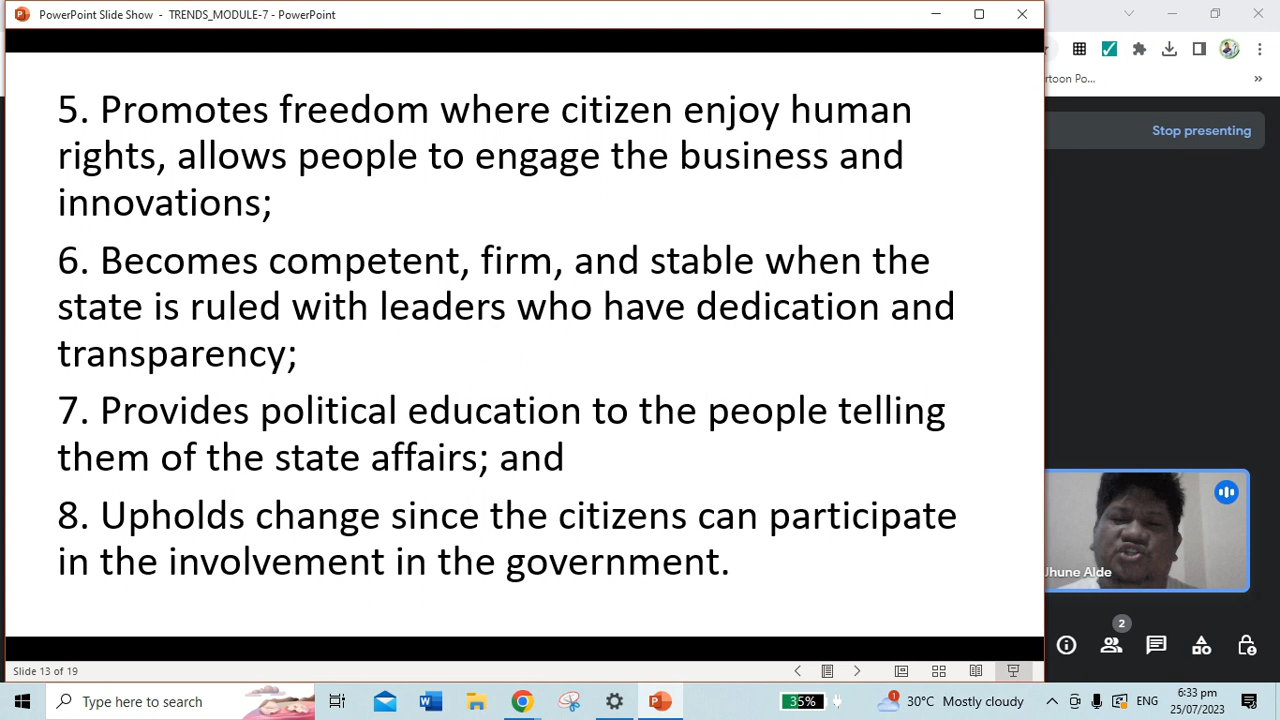 PowerPoint Slide Show - TRENDS_MODULE-7 - PowerPoint
5. Promotes freedom where citizen enjoy human
rights, allows people to engage the business and
innovations;
6. Becomes competent, firm, and stable when the
state is ruled with leaders who have dedication and
transparency;
7. Provides political education to the people telling
them of the state affairs; and
8. Upholds change since the citizens can participate
in the involvement in the government.
Slide 13 of 19
Po...
Stop presenting
Jhune Alde
2
Type here to search
35%
1
30°C Mostly cloudy
ENG
6:33 pm
25/07/2023